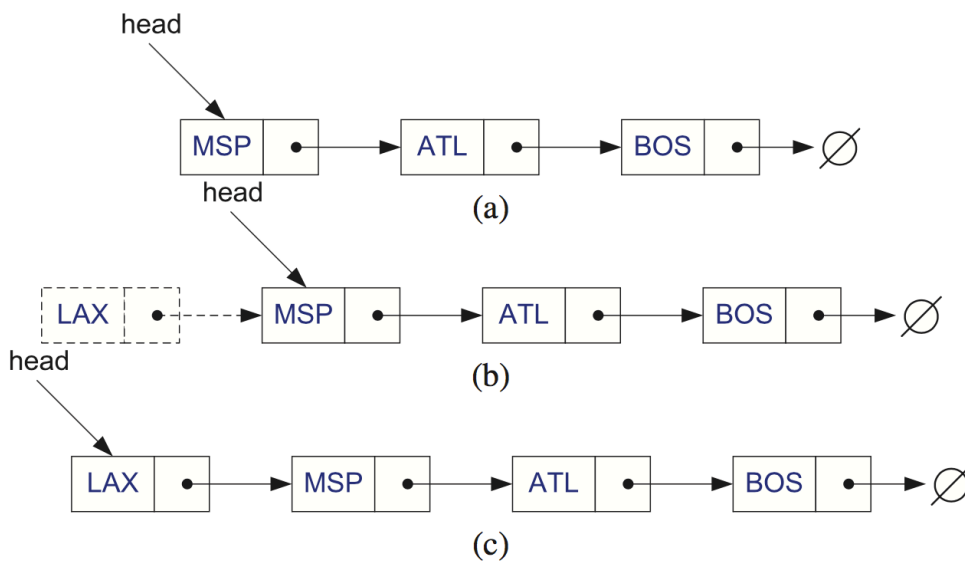 head
MSP ATL BOS ∅
(a)
head
LAX MSP ATL BOS ∅
(b)
head
LAX MSP ATL BOS ∅
(c)